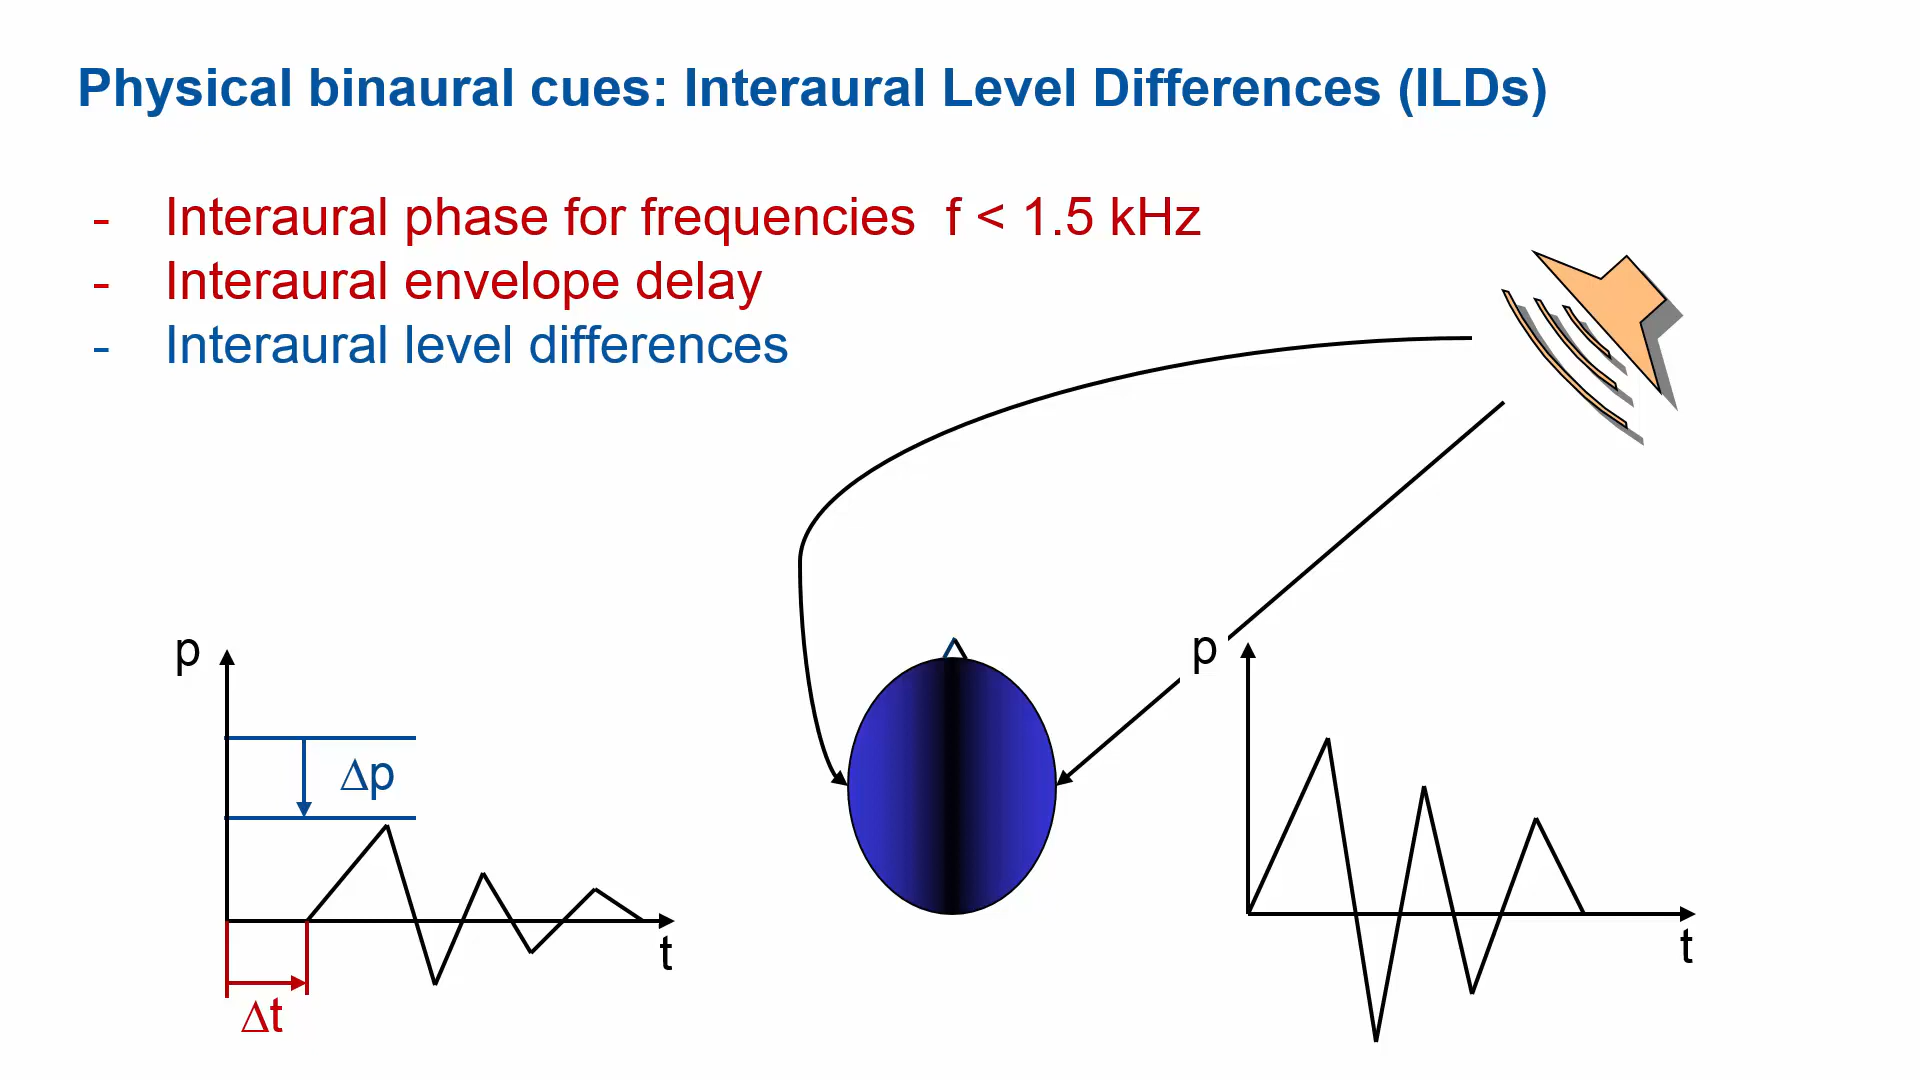 Physical binaural cues: Interaural Level Differences (ILDs)
- Interaural phase for frequencies f < 1.5 kHz
- Interaural envelope delay
- Interaural level differences
p
Δp
t
Δt
p
t